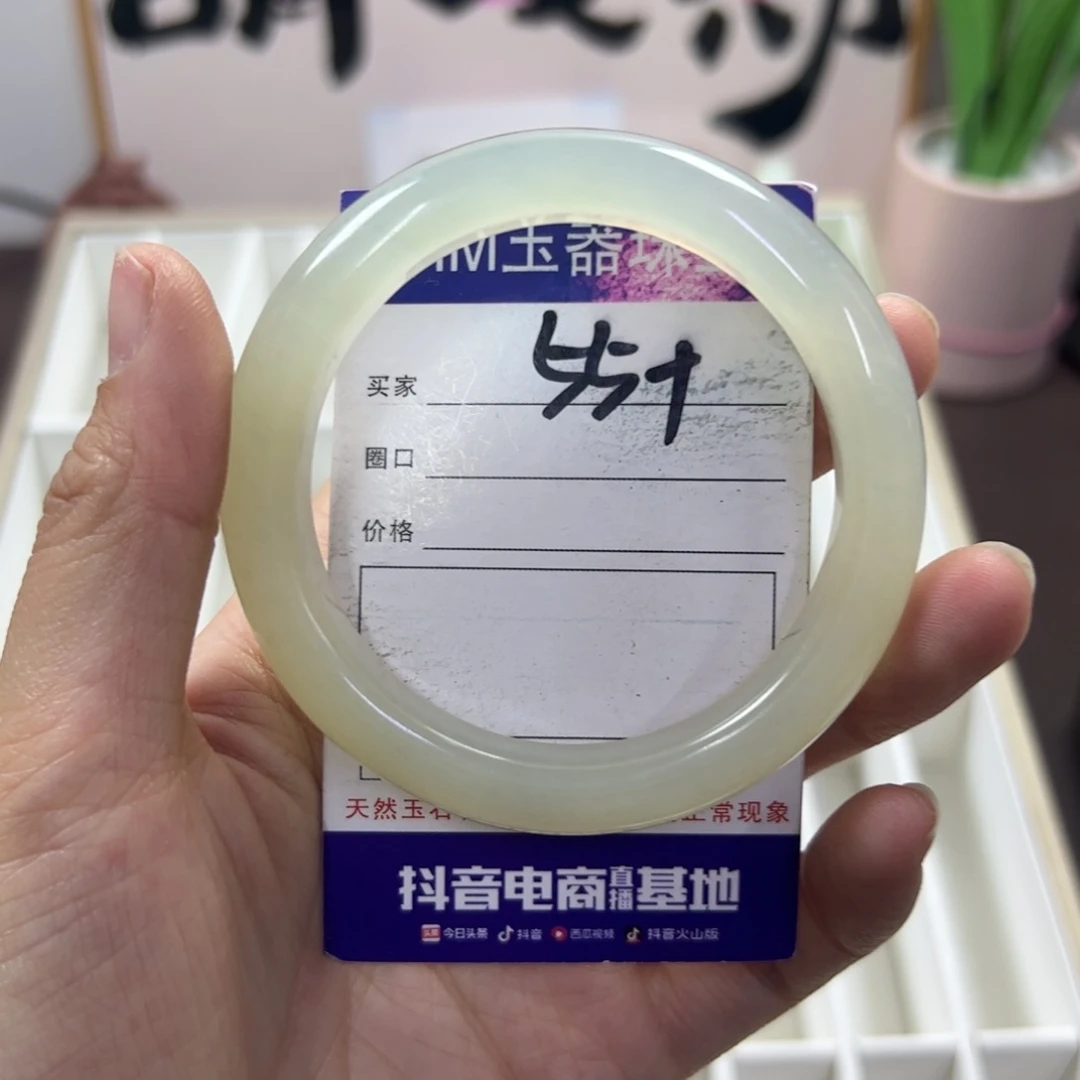 玉器珠
买家
圈口
价格
天然玉石 正常现象
抖音电商直播基地
今日头条 抖音 西瓜视频 抖音火山版